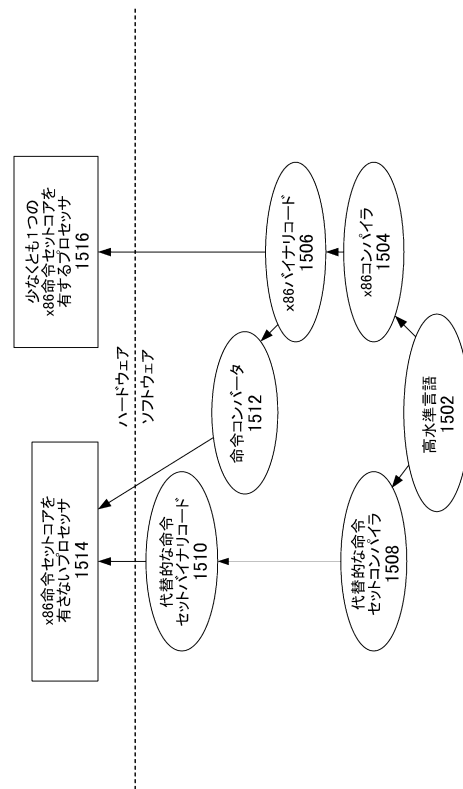 高水準言語
1502
x86コンパイラ
1504
x86バイナリコード
1506
代替的な命令
セットコンパイラ
1508
代替的な命令
セットバイナリコード
1510
命令コンバータ
1512
ソフトウェア
ハードウェア
x86命令セットコアを
有さないプロセッサ
1514
少なくとも1つの
x86命令セットコアを
有するプロセッサ
1516